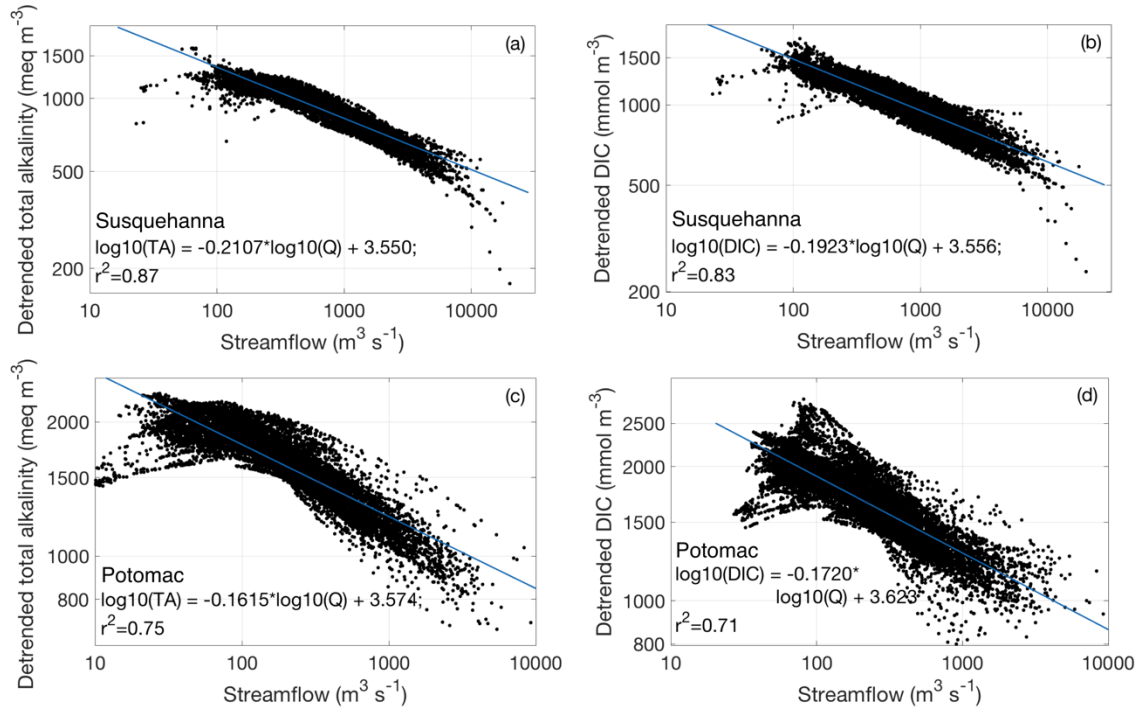 (a)
Detrended total alkalinity (meq m⁻³)
1500
1000
500
200
Susquehanna
log10(TA) = -0.2107*log10(Q) + 3.550;
r²=0.87
10
100
1000
10000
Streamflow (m³ s⁻¹)
(b)
Detrended DIC (mmol m⁻³)
1500
1000
500
200
Susquehanna
log10(DIC) = -0.1923*log10(Q) + 3.556;
r²=0.83
10
100
1000
10000
Streamflow (m³ s⁻¹)
(c)
Detrended total alkalinity (meq m⁻³)
2000
1500
1000
800
Potomac
log10(TA) = -0.1615*log10(Q) + 3.574;
r²=0.75
10
100
1000
10000
Streamflow (m³ s⁻¹)
(d)
Detrended DIC (mmol m⁻³)
2500
2000
1500
1000
800
Potomac
log10(DIC) = -0.1720*
log10(Q) + 3.623
r²=0.71
10
100
1000
10000
Streamflow (m³ s⁻¹)